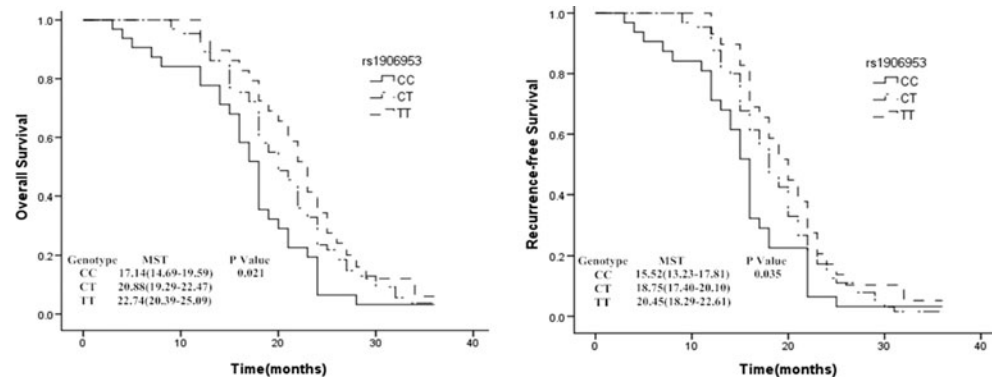 Overall Survival
1.0
0.8
0.6
0.4
0.2
0.0
rs1906953
CC
CT
TT
Genotype MST P Value
CC 17.14(14.69-19.59) 0.021
CT 20.88(19.29-22.47)
TT 22.74(20.39-25.09)
0 10 20 30 40
Time(months)
Recurrence-free Survival
1.0
0.8
0.6
0.4
0.2
0.0
rs1906953
CC
CT
TT
Genotype MST P Value
CC 15.52(13.23-17.81) 0.035
CT 18.75(17.40-20.10)
TT 20.45(18.29-22.61)
0 10 20 30 40
Time(months)